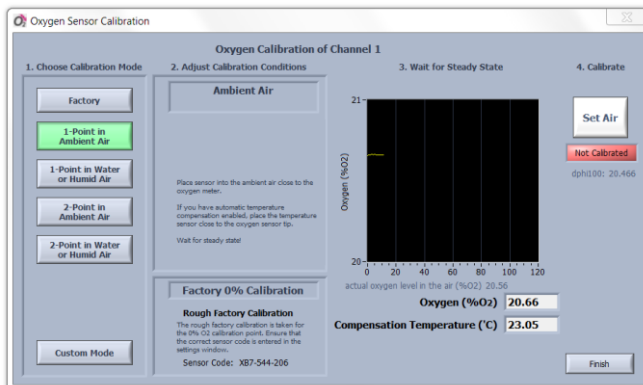 Oxygen Sensor Calibration
Oxygen Calibration of Channel 1
1. Choose Calibration Mode
Factory
1-Point in
Ambient Air
1-Point in Water
or Humid Air
2-Point in
Ambient Air
2-Point in Water
or Humid Air
Custom Mode
2. Adjust Calibration Conditions
Ambient Air
Place sensor into the ambient air close to the
oxygen meter.
If you have automatic temperature
compensation enabled, place the temperature
sensor close to the oxygen sensor tip.
Wait for steady state!
Factory 0% Calibration
Rough Factory Calibration
The rough factory calibration is taken for
the 0% O2 calibration point. Ensure that
the correct sensor code is entered in the
settings window.
Sensor Code: XB7-544-206
3. Wait for Steady State
Oxygen (%O2)
21
20
0 20 40 60 80 100 120
actual oxygen level in the air (%O2) 20.56
Oxygen (%O2) 20.66
Compensation Temperature (°C) 23.05
4. Calibrate
Set Air
Not Calibrated
dphi100: 20.466
Finish